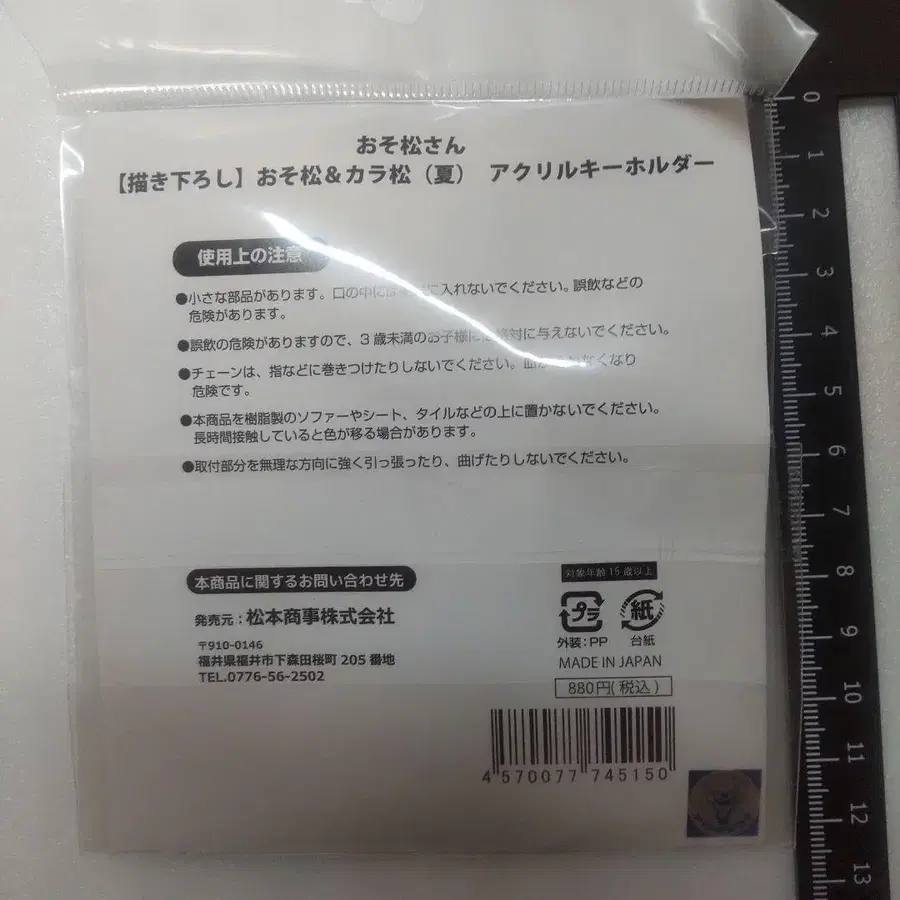 おそ松さん
【描き下ろし】おそ松＆カラ松（夏） アクリルキーホルダー
使用上の注意
●小さな部品があります。口の中に入れないでください。誤飲などの
危険があります。
●誤飲の危険がありますので、3歳未満のお子様には絶対に与えないでください。
●チェーンは、指などに巻きつけたりしないでください。なくなり
危険です。
●本商品を樹脂製のソファーやシート、タイルなどの上に置かないでください。
長時間接触していると色が移る場合があります。
●取付部分を無理な方向に強く引っ張ったり、曲げたりしないでください。
本商品に関するお問い合わせ先
発売元：松本商事株式会社
〒910-0146
福井県福井市下森田桜町 205 番地
TEL.0776-56-2502
対象年齢15歳以上
プラ 紙
外装：PP 台紙
MADE IN JAPAN
880円(税込)
4 570077 745150
0
1
2
3
4
5
6
7
8
9
10
11
12
13